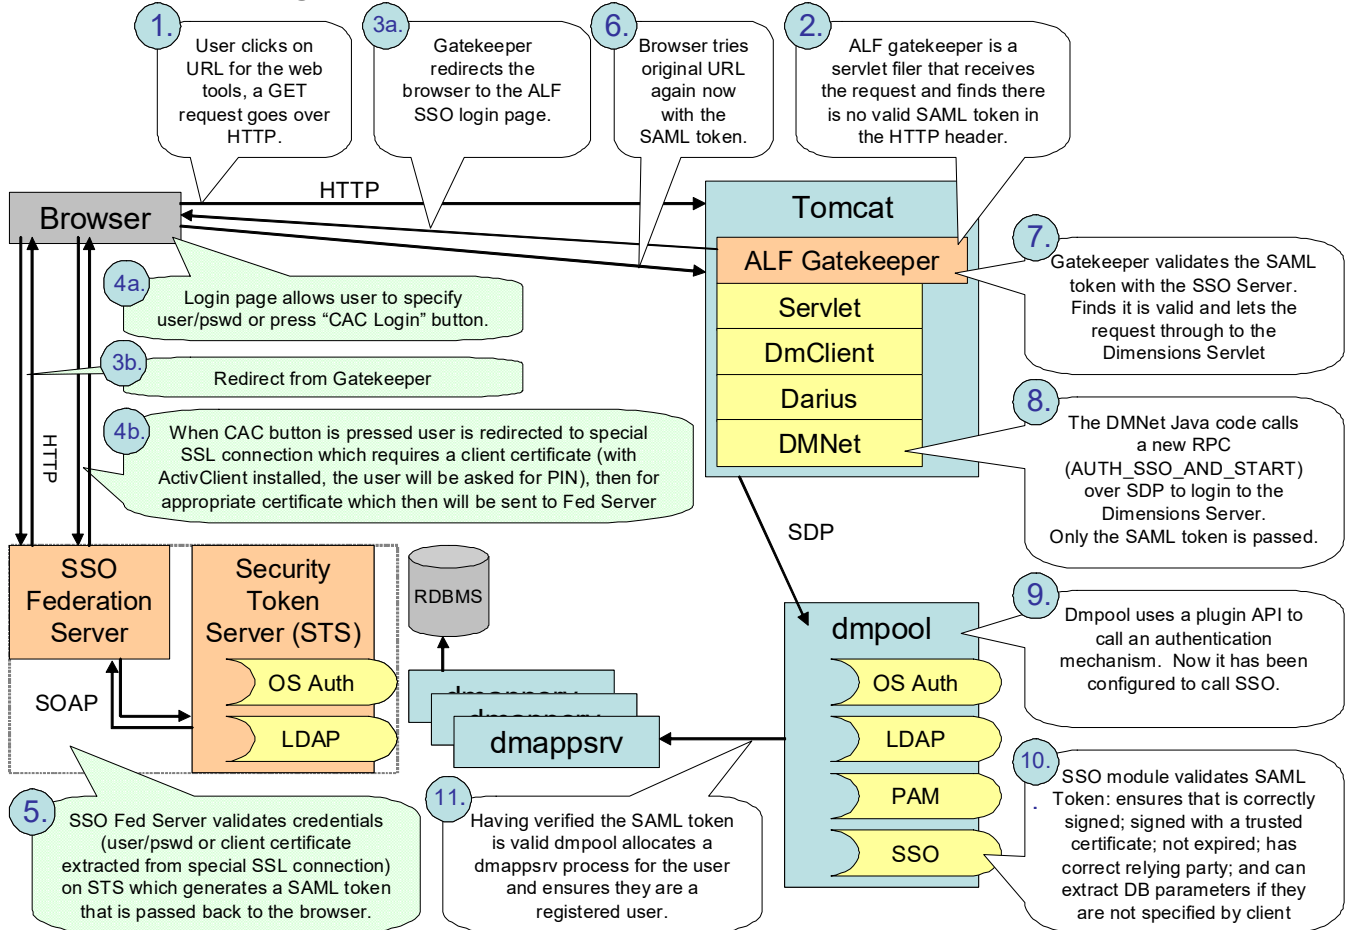 1.
User clicks on
URL for the web
tools, a GET
request goes over
HTTP.
3a.
Gatekeeper
redirects the
browser to the ALF
SSO login page.
6.
Browser tries
original URL
again now
with the
SAML token.
2.
ALF gatekeeper is a
servlet filer that receives
the request and finds there
is no valid SAML token in
the HTTP header.
HTTP
Browser
Tomcat
ALF Gatekeeper
Servlet
DmClient
Darius
DMNet
7.
Gatekeeper validates the SAML
token with the SSO Server.
Finds it is valid and lets the
request through to the
Dimensions Servlet
4a.
Login page allows user to specify
user/pswd or press “CAC Login” button.
3b.
Redirect from Gatekeeper
4b.
When CAC button is pressed user is redirected to special
SSL connection which requires a client certificate (with
ActivClient installed, the user will be asked for PIN), then for
appropriate certificate which then will be sent to Fed Server
HTTP
8.
The DMNet Java code calls
a new RPC
(AUTH_SSO_AND_START)
over SDP to login to the
Dimensions Server.
Only the SAML token is passed.
SDP
SSO
Federation
Server
Security
Token
Server (STS)
OS Auth
LDAP
SOAP
RDBMS
dmappsrv
dmappsrv
dmappsrv
dmpool
OS Auth
LDAP
PAM
SSO
9.
Dmpool uses a plugin API to
call an authentication
mechanism. Now it has been
configured to call SSO.
5.
SSO Fed Server validates credentials
(user/pswd or client certificate
extracted from special SSL connection)
on STS which generates a SAML token
that is passed back to the browser.
11.
Having verified the SAML token
is valid dmpool allocates a
dmappsrv process for the user
and ensures they are a
registered user.
10.
.
SSO module validates SAML
Token: ensures that is correctly
signed; signed with a trusted
certificate; not expired; has
correct relying party; and can
extract DB parameters if they
are not specified by client